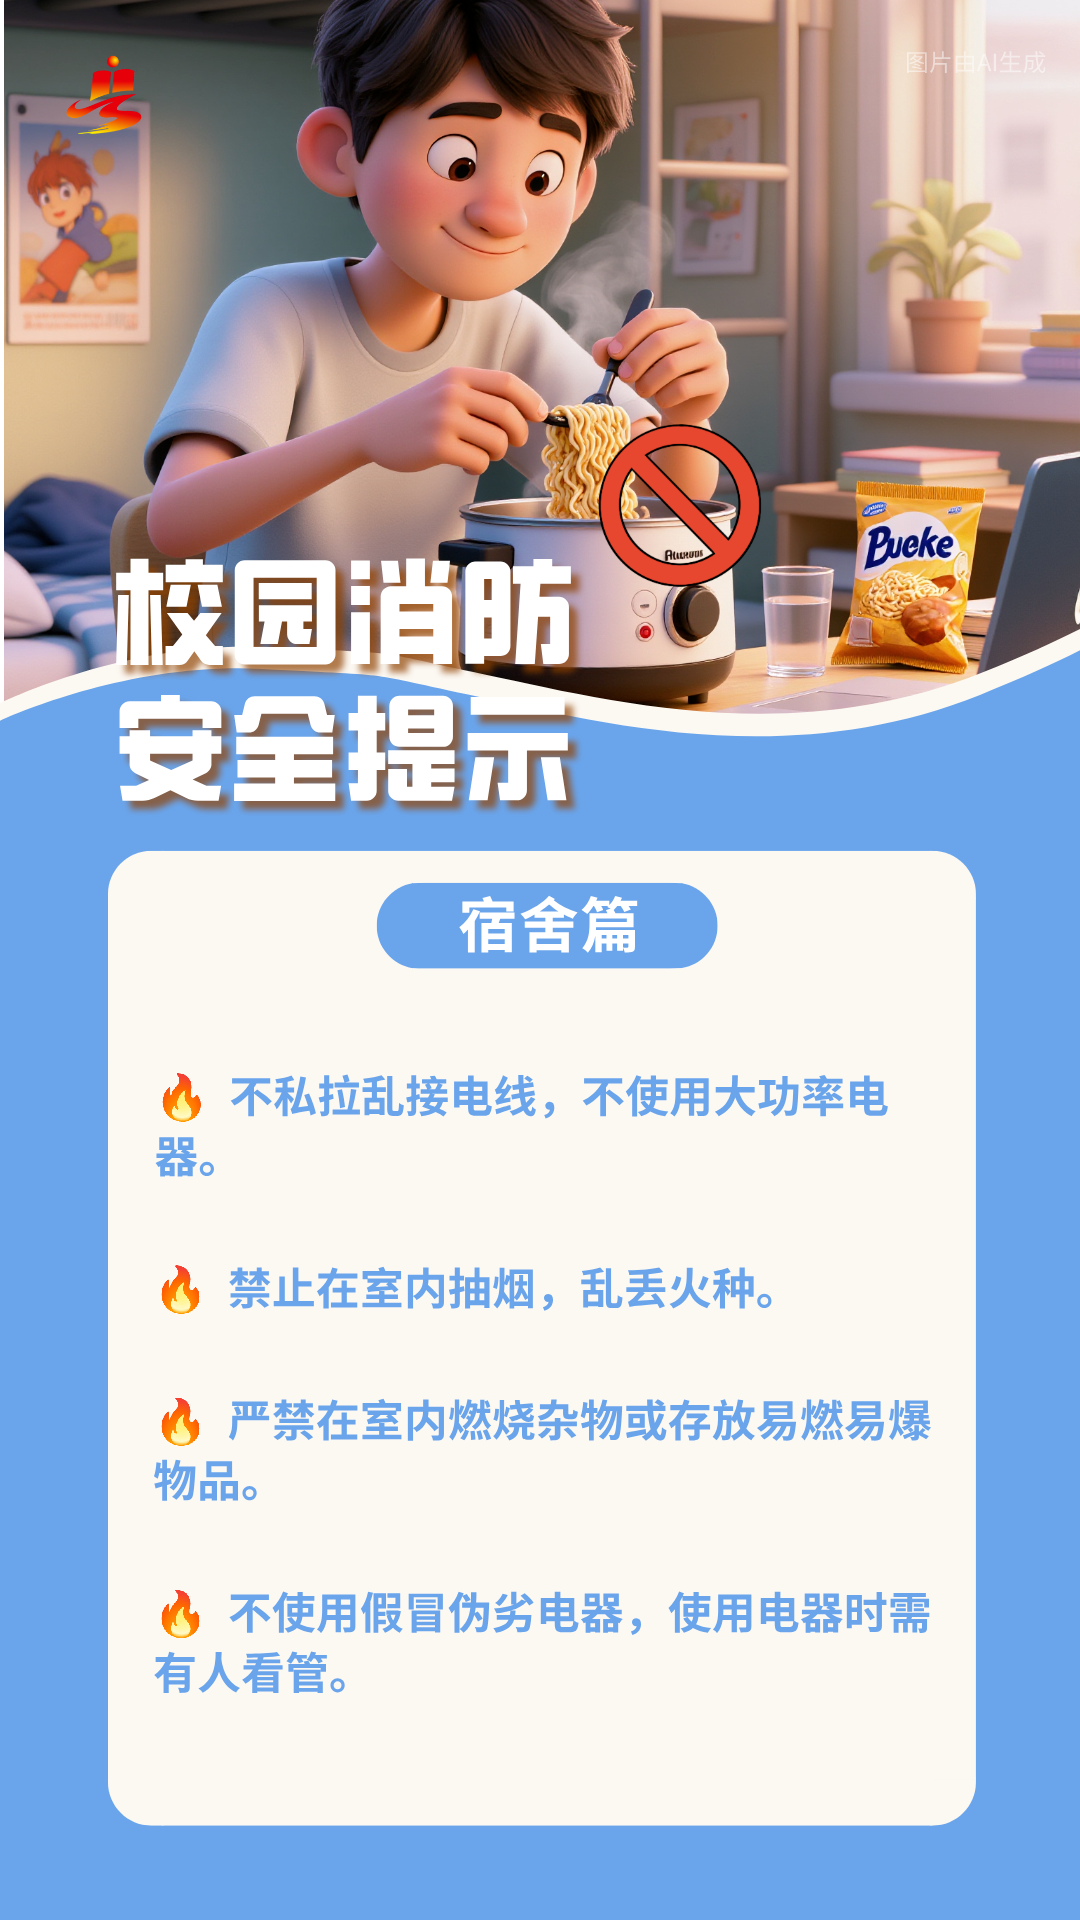 图片由AI生成
Pueke
校园消防
安全提示
宿舍篇
🔥 不私拉乱接电线，不使用大功率电
器。
🔥 禁止在室内抽烟，乱丢火种。
🔥 严禁在室内燃烧杂物或存放易燃易爆
物品。
🔥 不使用假冒伪劣电器，使用电器时需
有人看管。